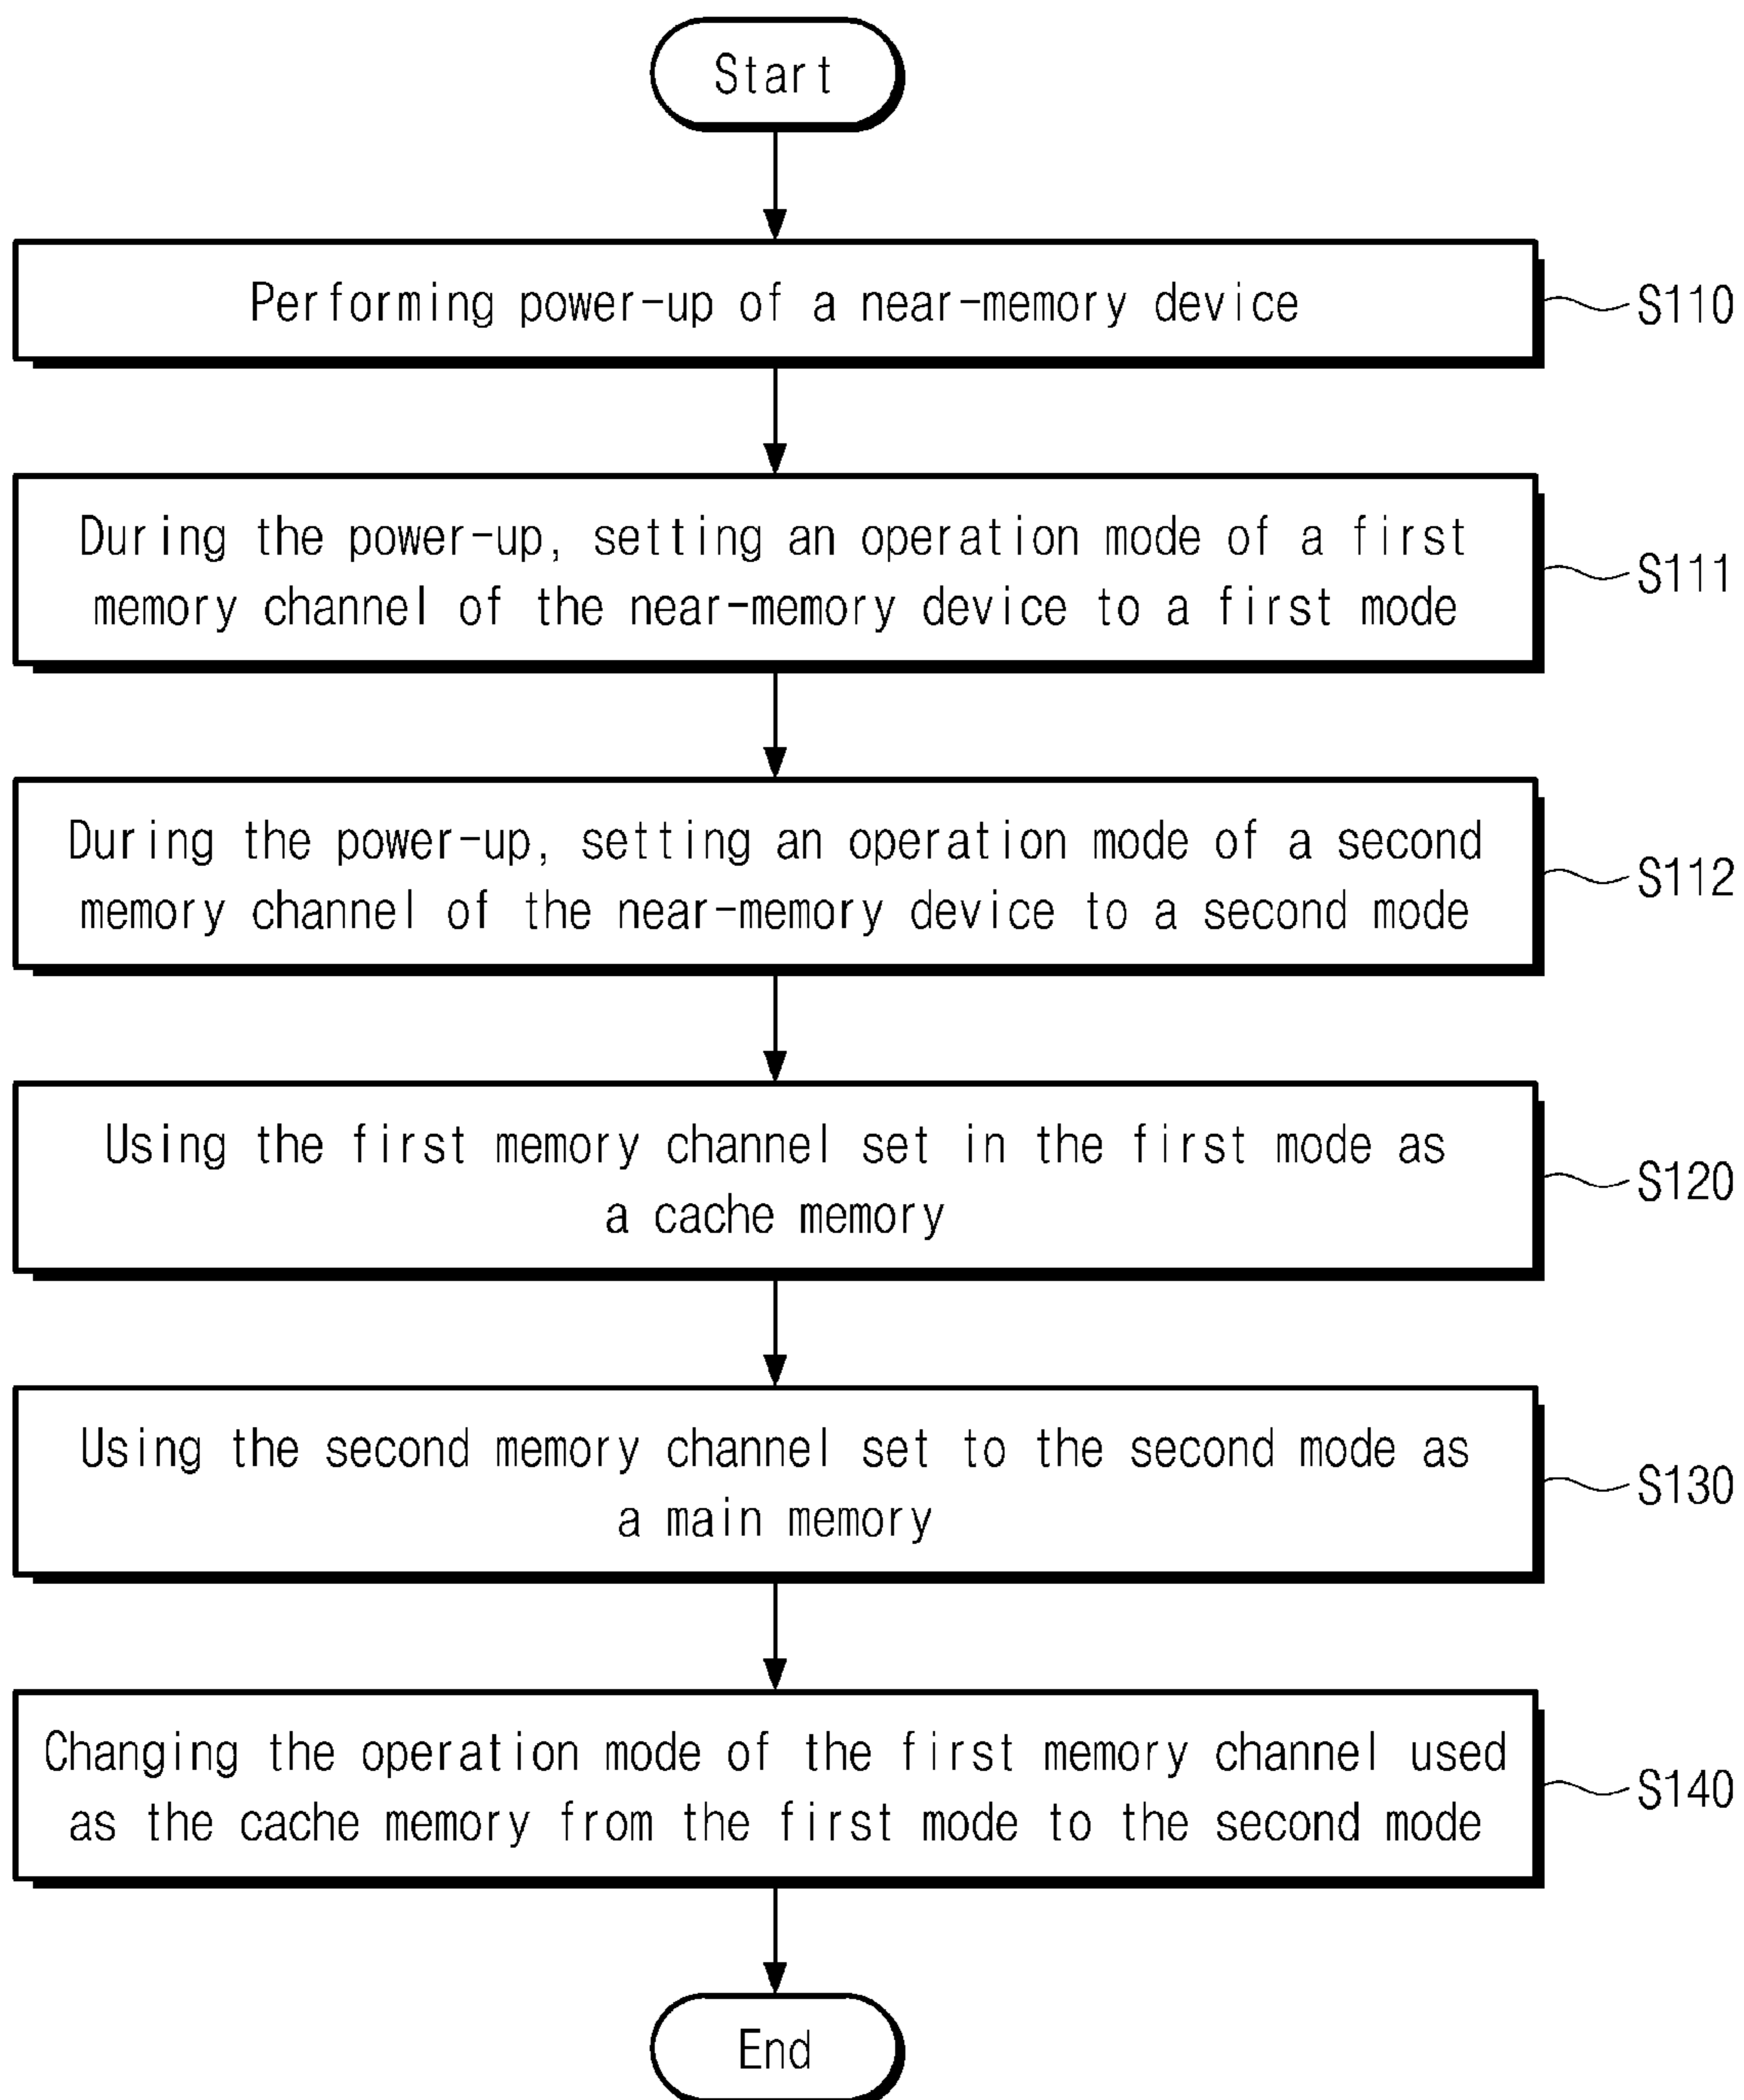 Start
Performing power-up of a near-memory device
S110
During the power-up, setting an operation mode of a first
memory channel of the near-memory device to a first mode
S111
During the power-up, setting an operation mode of a second
memory channel of the near-memory device to a second mode
S112
Using the first memory channel set in the first mode as
a cache memory
S120
Using the second memory channel set to the second mode as
a main memory
S130
Changing the operation mode of the first memory channel used
as the cache memory from the first mode to the second mode
S140
End